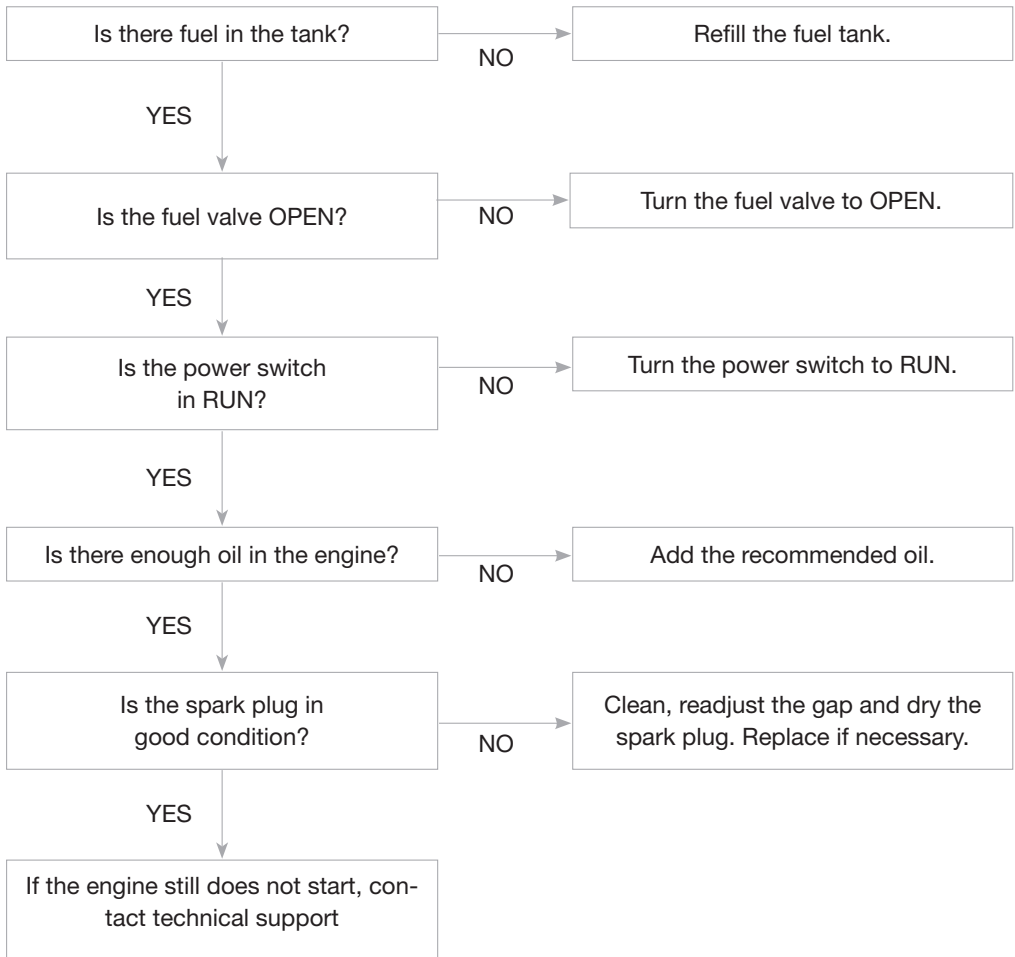 Is there fuel in the tank?
NO
Refill the fuel tank.
YES
Is the fuel valve OPEN?
NO
Turn the fuel valve to OPEN.
YES
Is the power switch
in RUN?
NO
Turn the power switch to RUN.
YES
Is there enough oil in the engine?
NO
Add the recommended oil.
YES
Is the spark plug in
good condition?
NO
Clean, readjust the gap and dry the
spark plug. Replace if necessary.
YES
If the engine still does not start, con-
tact technical support